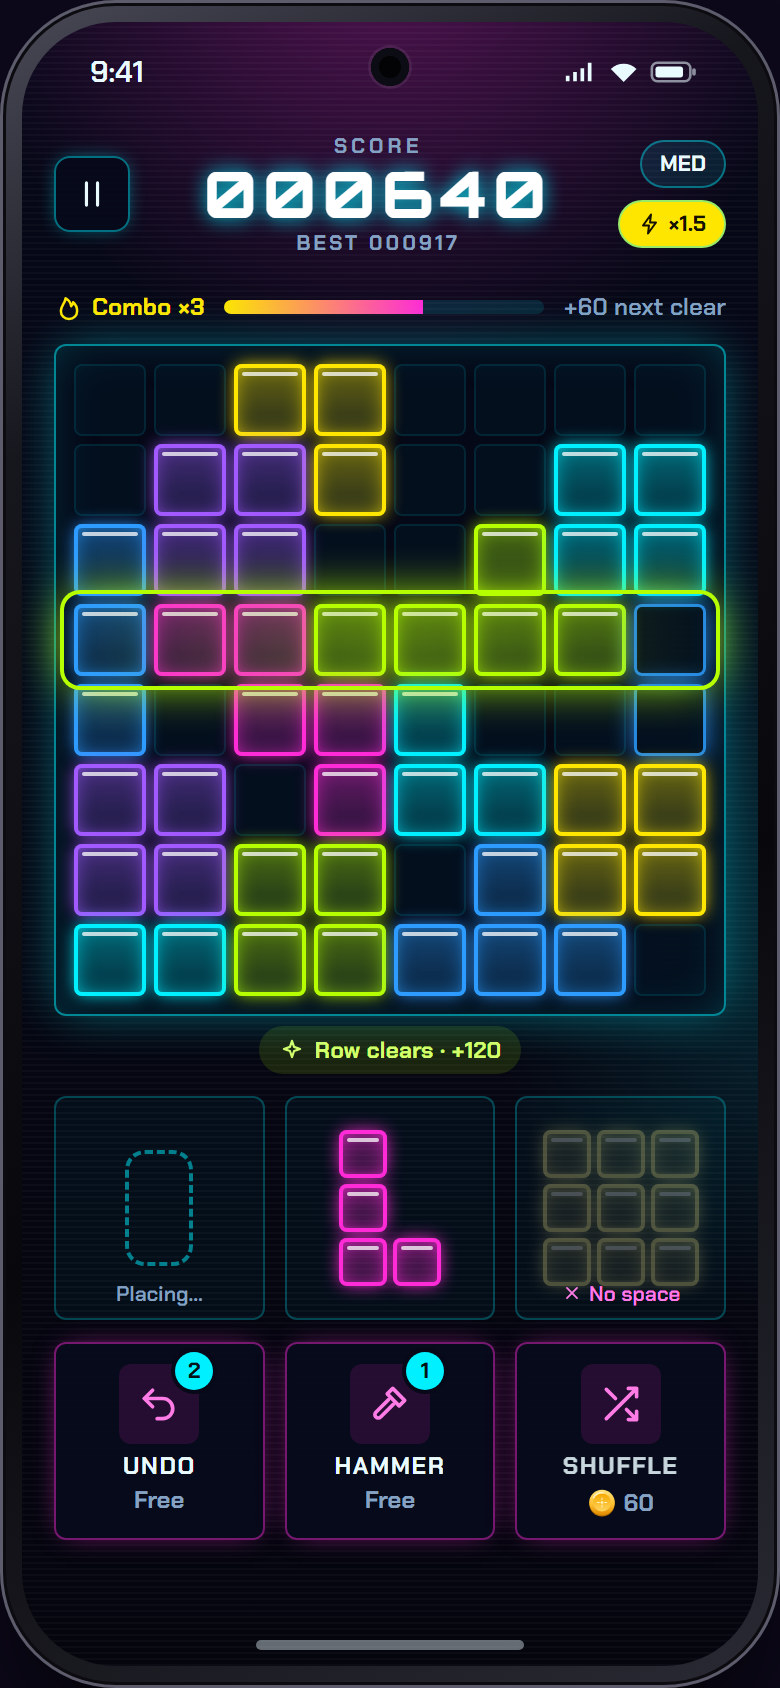 9:41
SCORE
000640
BEST 000917
MED
×1.5
Combo ×3
+60 next clear
Row clears · +120
Placing...
× No space
2
UNDO
Free
1
HAMMER
Free
SHUFFLE
60